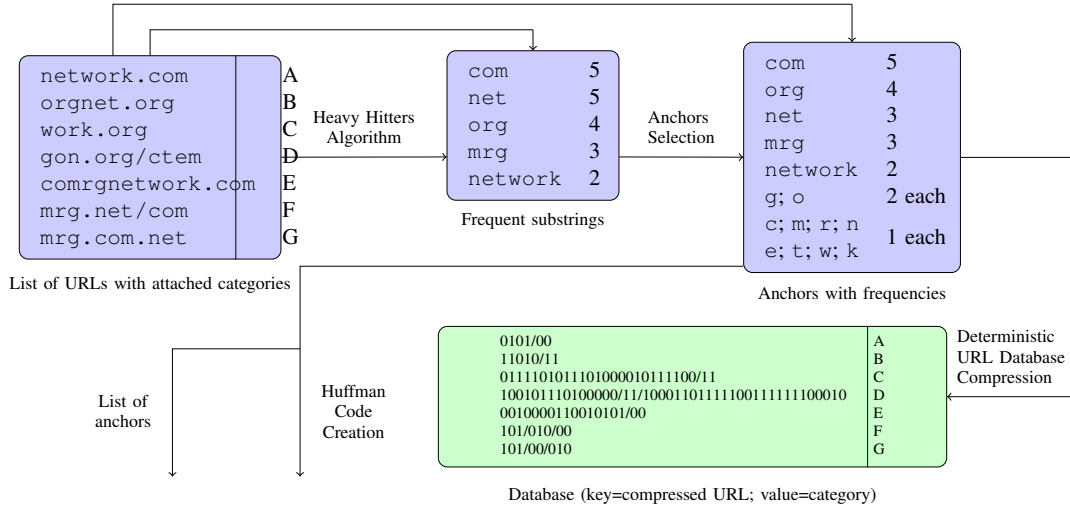 network.com A
orgnet.org B
work.org C
gon.org/ctem D
comrgnetwork.com E
mrg.net/com F
mrg.com.net G
List of URLs with attached categories
Heavy Hitters
Algorithm
com 5
net 5
org 4
mrg 3
network 2
Frequent substrings
Anchors
Selection
com 5
org 4
net 3
mrg 3
network 2
g; o 2 each
c; m; r; n
1 each
e; t; w; k
Anchors with frequencies
List of
anchors
Huffman
Code
Creation
0101/00 A
11010/11 B
0111101011101000010111100/11 C
100101110100000/11/1000110111110011111110​0010 D
0010000110010101/00 E
101/010/00 F
101/00/010 G
Database (key=compressed URL; value=category)
Deterministic
URL Database
Compression